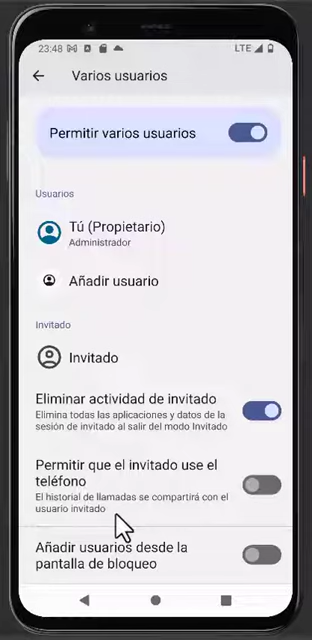 23:48
LTE
Varios usuarios
Permitir varios usuarios
Usuarios
Tú (Propietario)
Administrador
Añadir usuario
Invitado
Invitado
Eliminar actividad de invitado
Elimina todas las aplicaciones y datos de la
sesión de invitado al salir del modo Invitado
Permitir que el invitado use el
teléfono
El historial de llamadas se compartirá con el
usuario invitado
Añadir usuarios desde la
pantalla de bloqueo